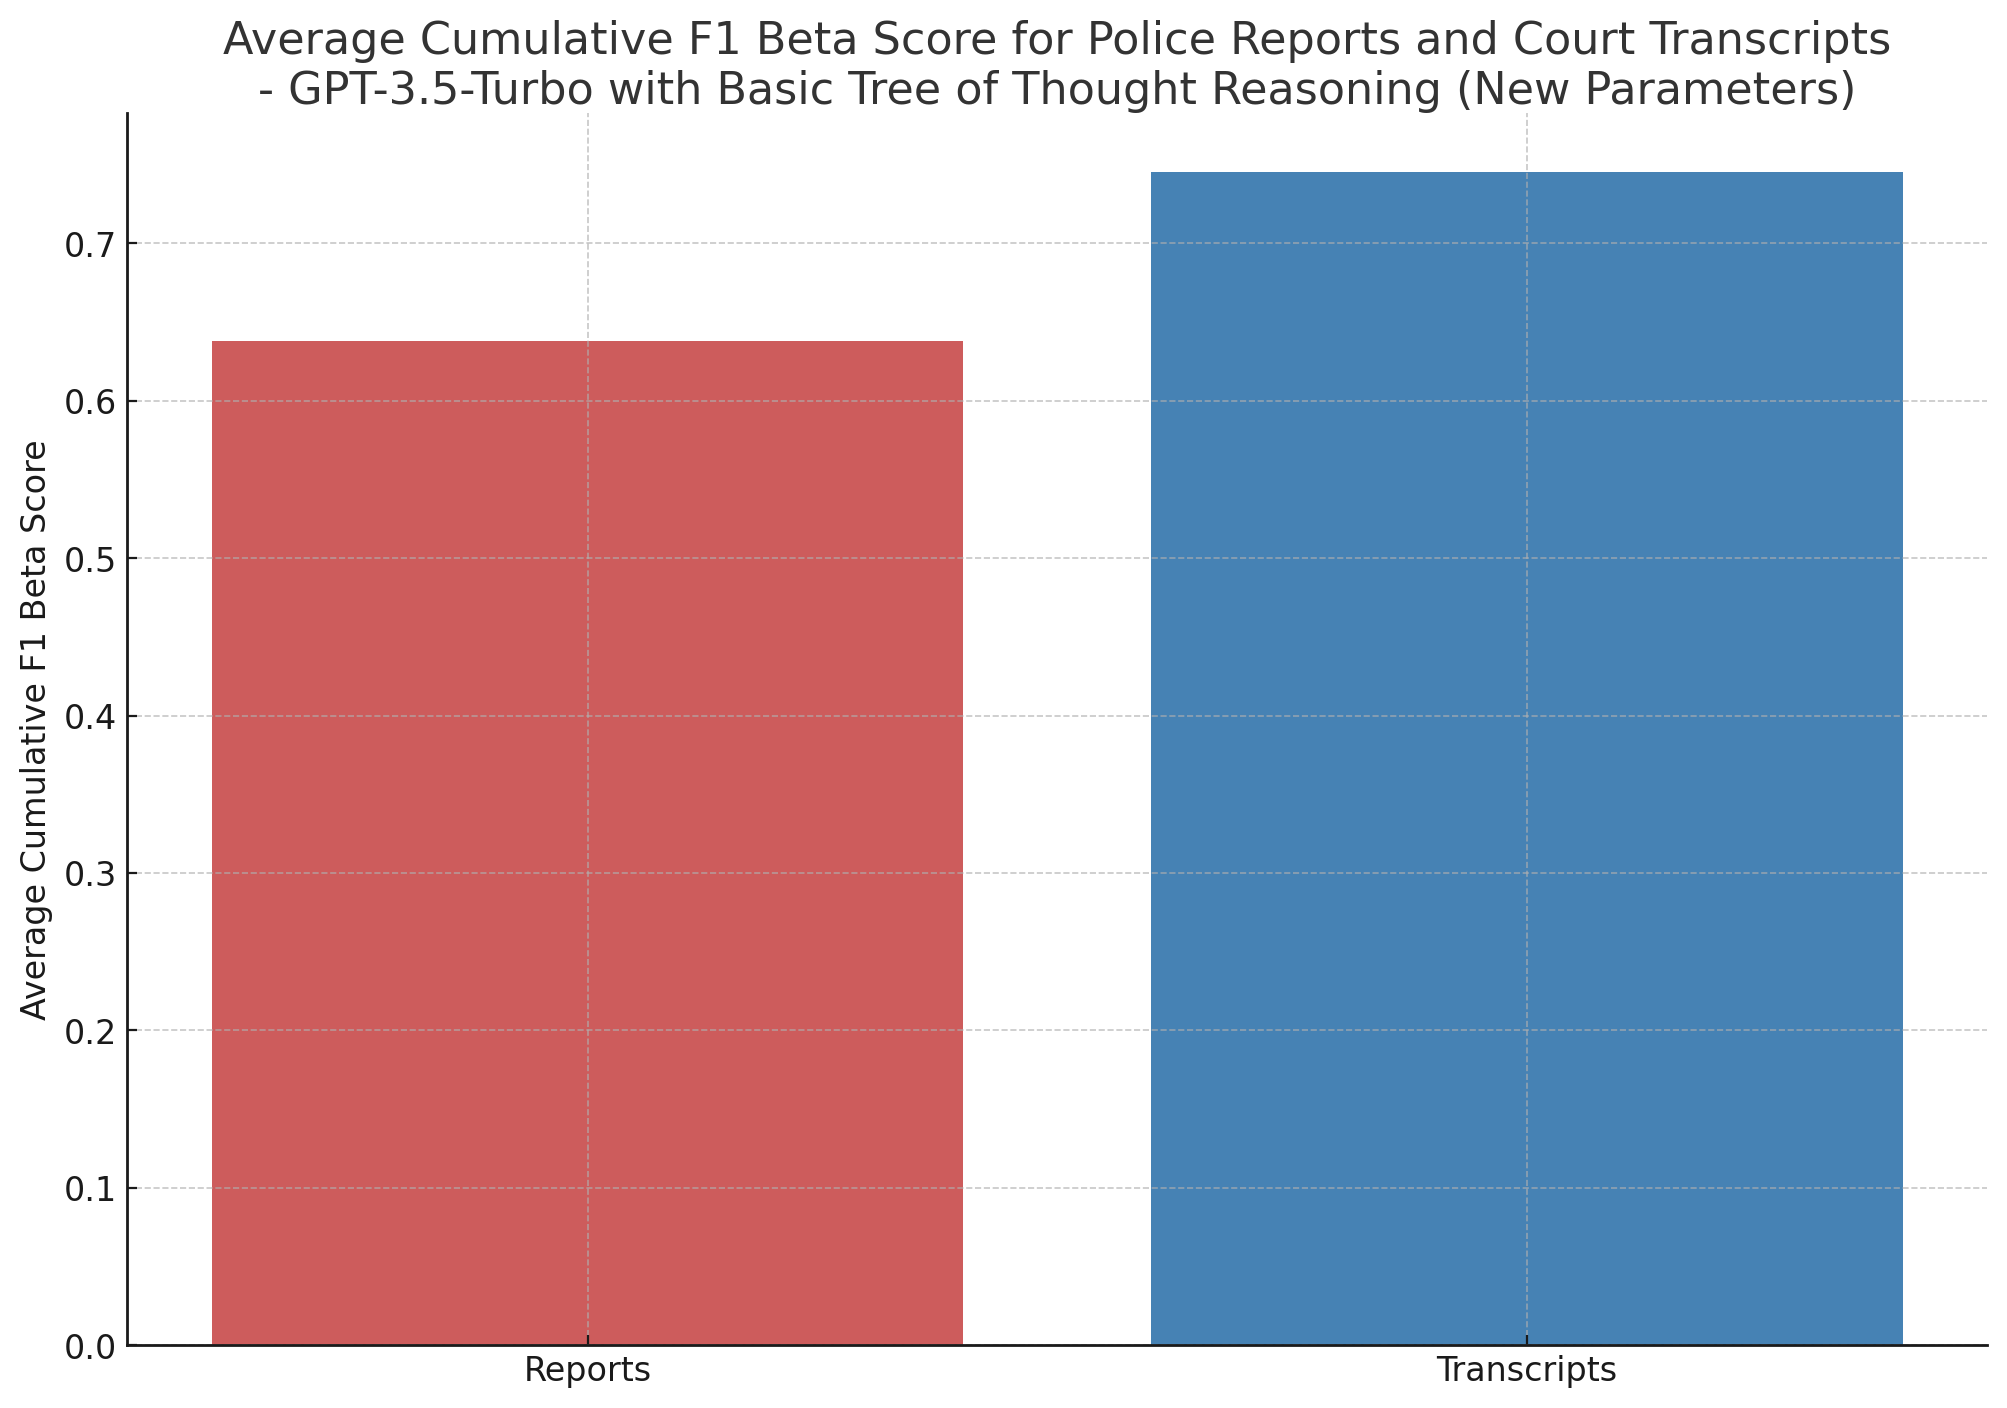 Average Cumulative F1 Beta Score for Police Reports and Court Transcripts
- GPT-3.5-Turbo with Basic Tree of Thought Reasoning (New Parameters)
Average Cumulative F1 Beta Score
0.7
0.6
0.5
0.4
0.3
0.2
0.1
0.0
Reports
Transcripts